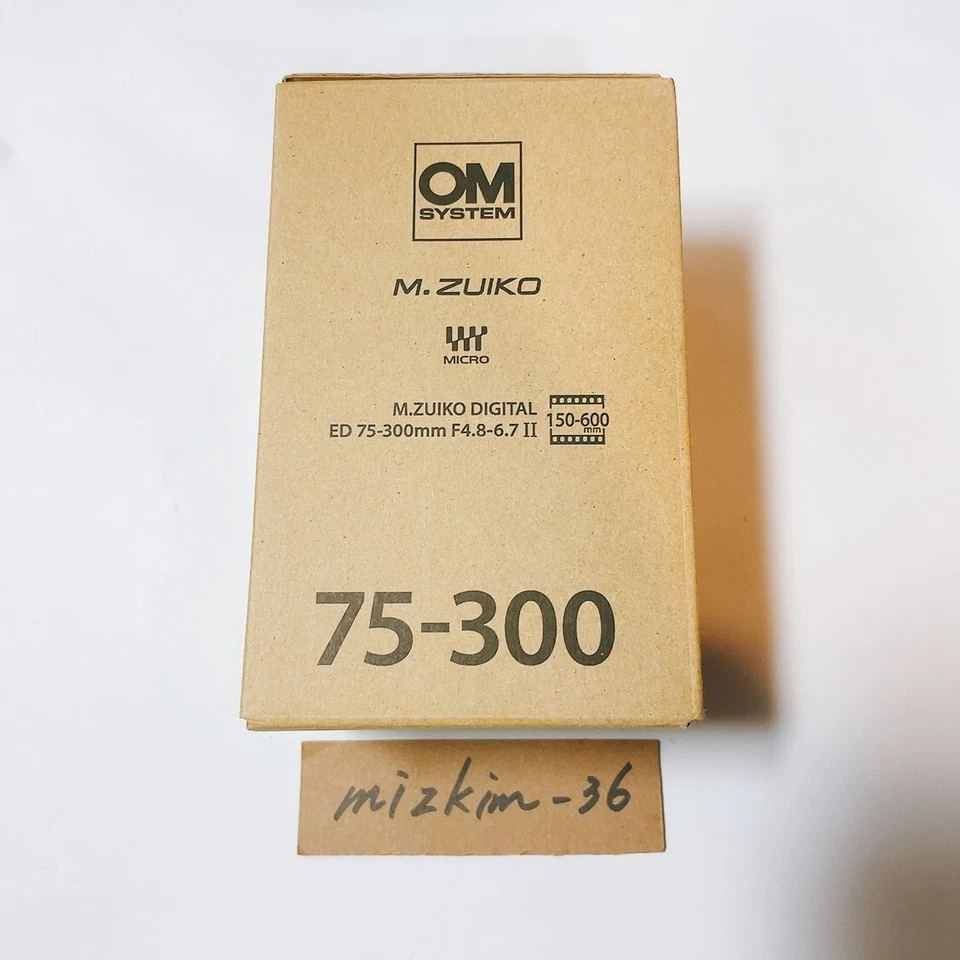 OM
SYSTEM
M. ZUIKO
MICRO
M.ZUIKO DIGITAL
ED 75-300mm F4.8-6.7 II
150-600
mm
75-300
mizkim-36